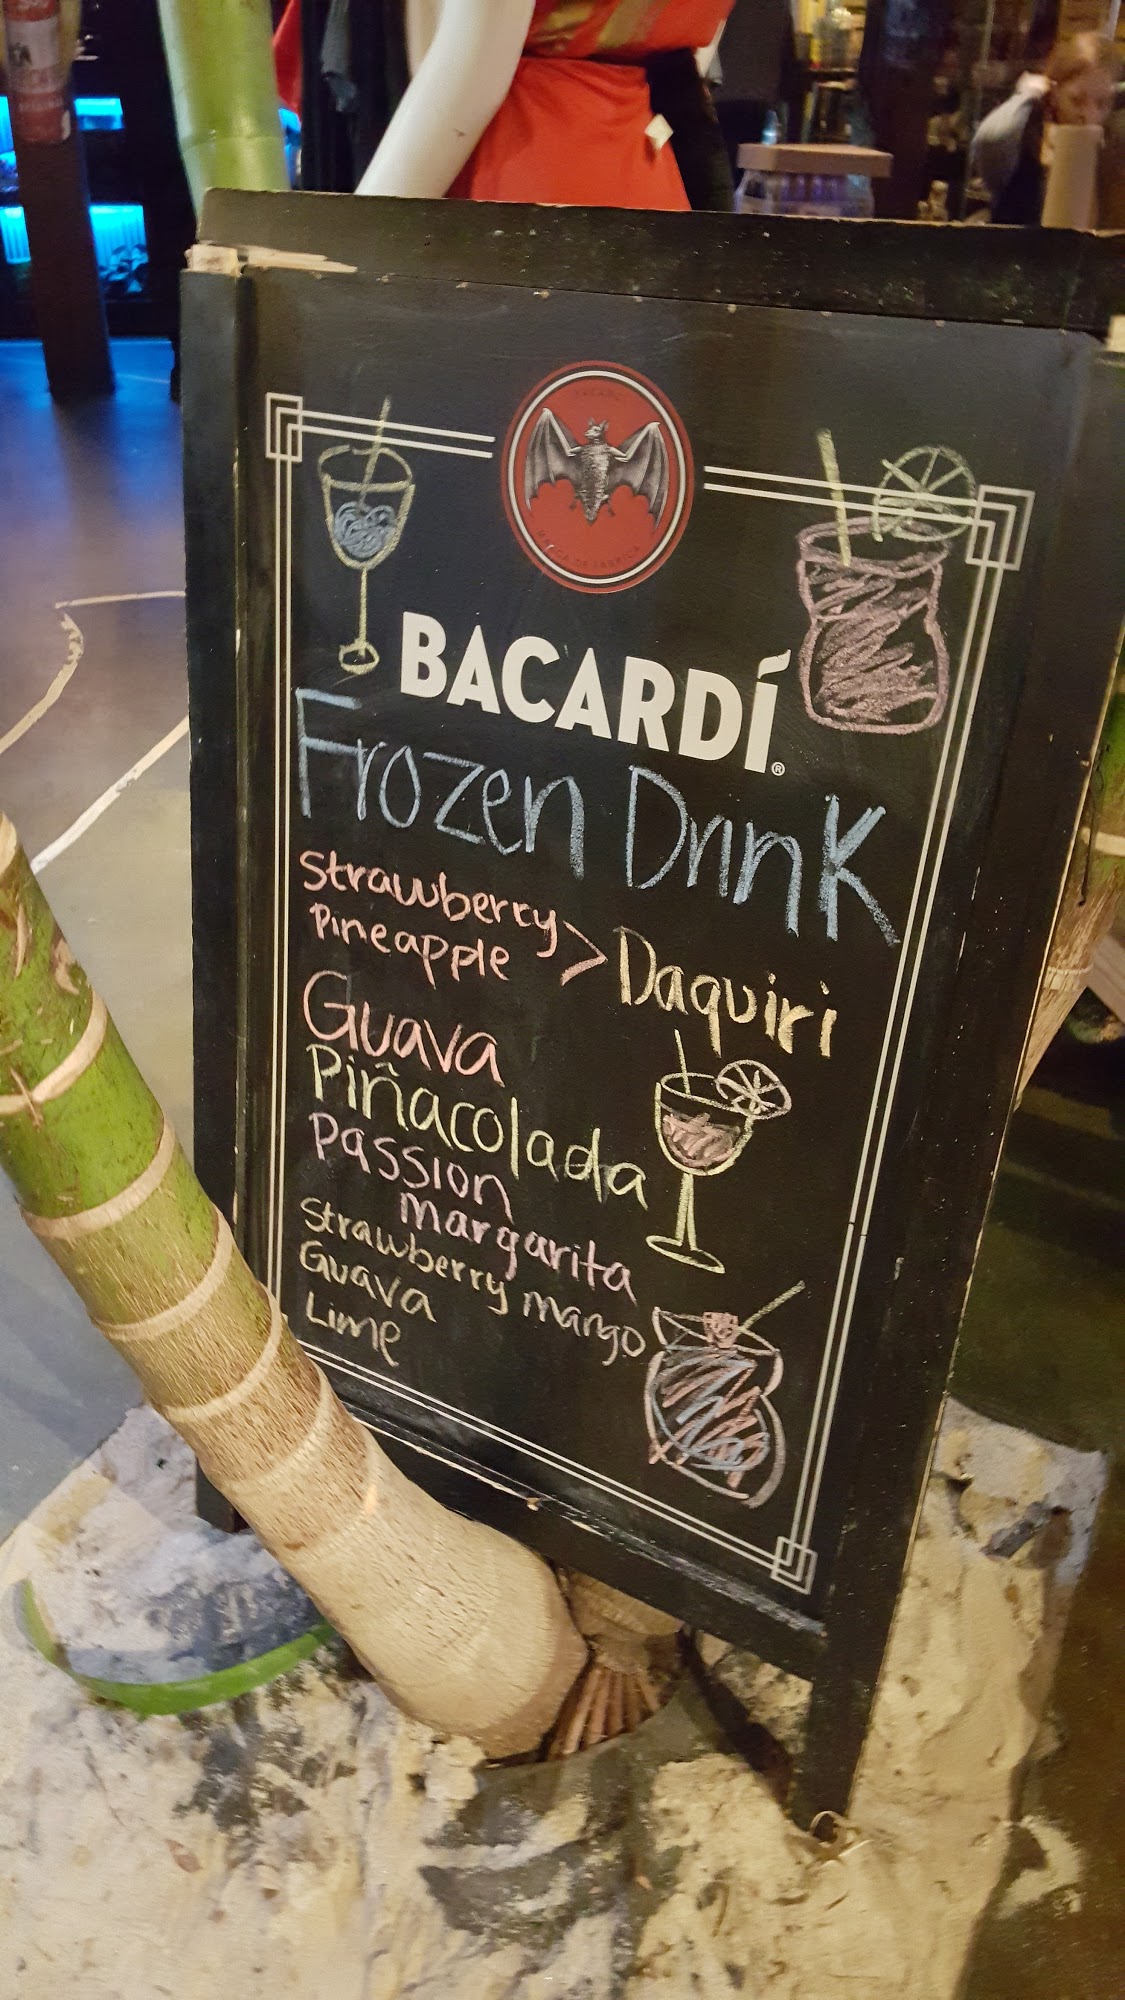 BACARDÍ®
Frozen Drink
Strawberry
Pineapple > Daquiri
Guava
Piñacolada
Passion
margarita
Strawberry mango
Guava
Lime